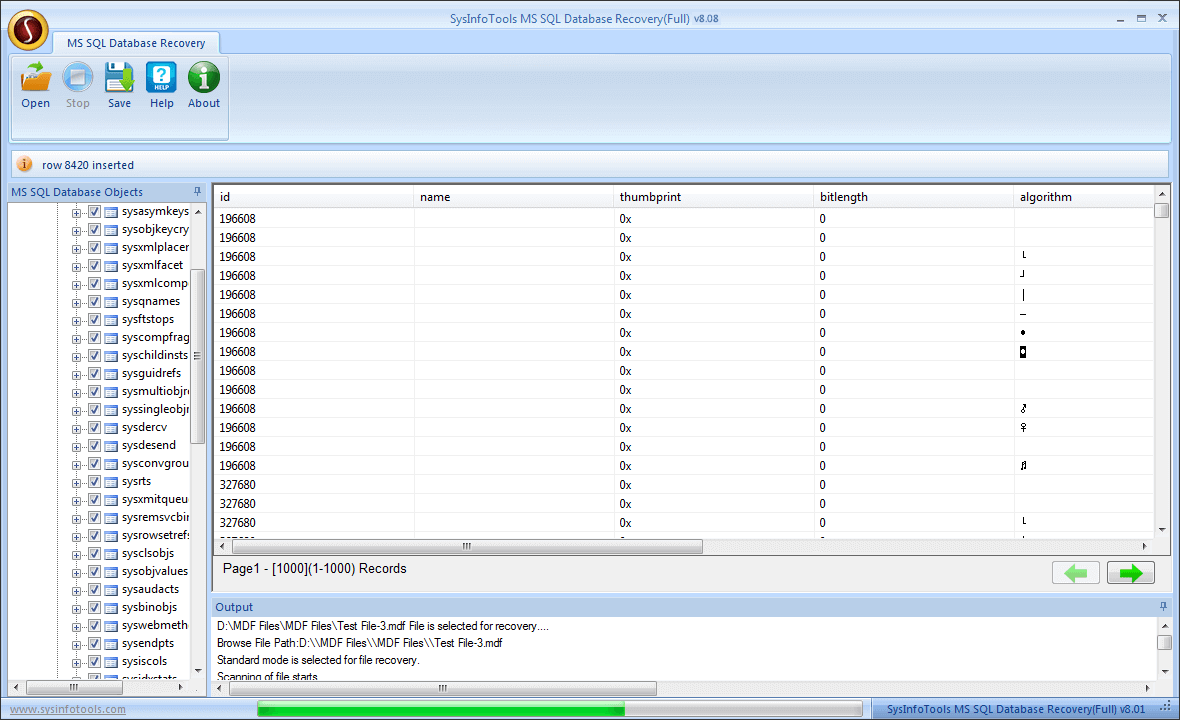 SysInfoTools MS SQL Database Recovery(Full) v8.08
MS SQL Database Recovery
Open Stop Save Help About
row 8420 inserted
MS SQL Database Objects
sysasymkeys
sysobjkeycry
sysxmlplacer
sysxmlfacet
sysxmlcomp
sysqnames
sysftstops
syscompfrag
syschildinsts
sysguidrefs
sysmultiobjr
syssingleobjr
sysdercv
sysdesend
sysconvgrou
sysrts
sysxmitqueu
sysremsvcbir
sysrowsetrefs
sysclsobjs
sysobjvalues
sysaudacts
sysbinobjs
syswebmeth
sysendpts
sysiscols
sysidxstats
id name thumbprint bitlength algorithm
196608 0x 0
196608 0x 0
196608 0x 0 └
196608 0x 0 ┘
196608 0x 0 │
196608 0x 0 –
196608 0x 0 •
196608 0x 0 ◘
196608 0x 0
196608 0x 0
196608 0x 0 ♂
196608 0x 0 ♀
196608 0x 0
196608 0x 0 ♫
327680 0x 0
327680 0x 0
327680 0x 0 └
Page1 - [1000](1-1000) Records
Output
D:\MDF Files\MDF Files\Test File-3.mdf File is selected for recovery....
Browse File Path:D:\\MDF Files\\MDF Files\\Test File-3.mdf
Standard mode is selected for file recovery.
Scanning of file starts
www.sysinfotools.com
SysInfoTools MS SQL Database Recovery(Full) v8.01